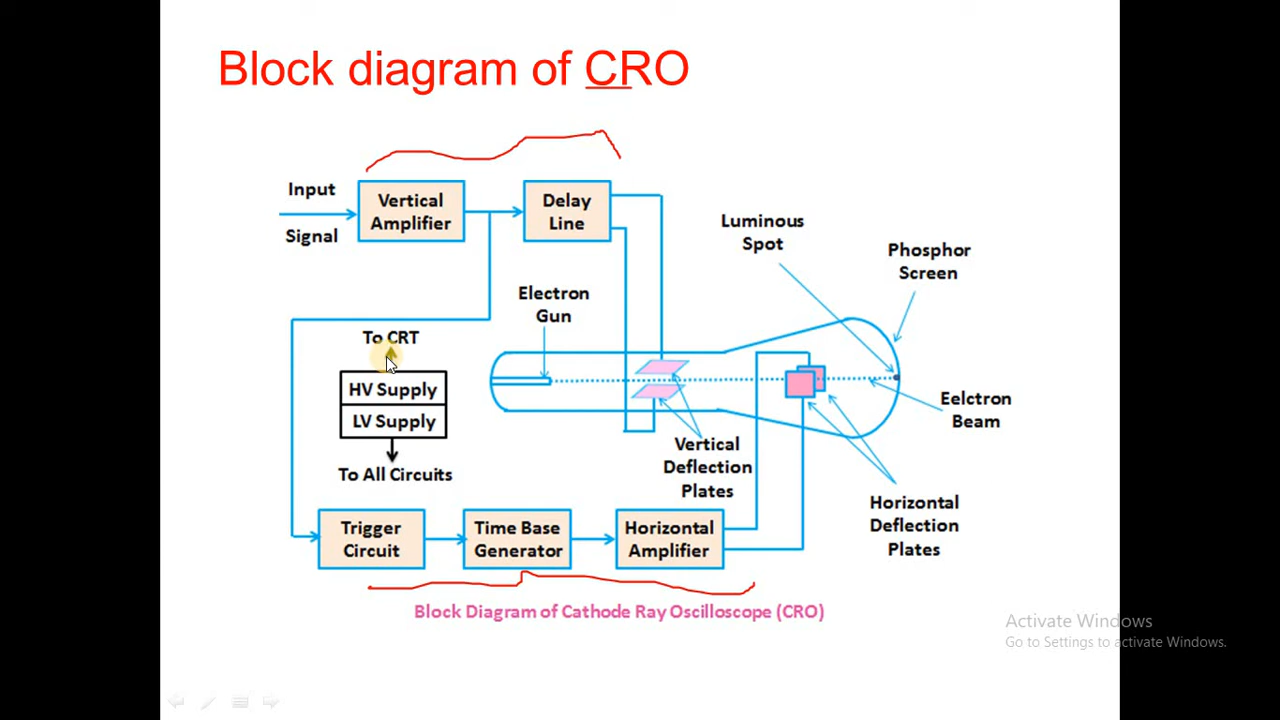 Block diagram of CRO
Input
Signal
Vertical
Amplifier
Delay
Line
Luminous
Spot
Phosphor
Screen
Electron
Gun
To CRT
HV Supply
LV Supply
To All Circuits
Eelctron
Beam
Vertical
Deflection
Plates
Horizontal
Deflection
Plates
Trigger
Circuit
Time Base
Generator
Horizontal
Amplifier
Block Diagram of Cathode Ray Oscilloscope (CRO)
Activate Windows
Go to Settings to activate Windows.